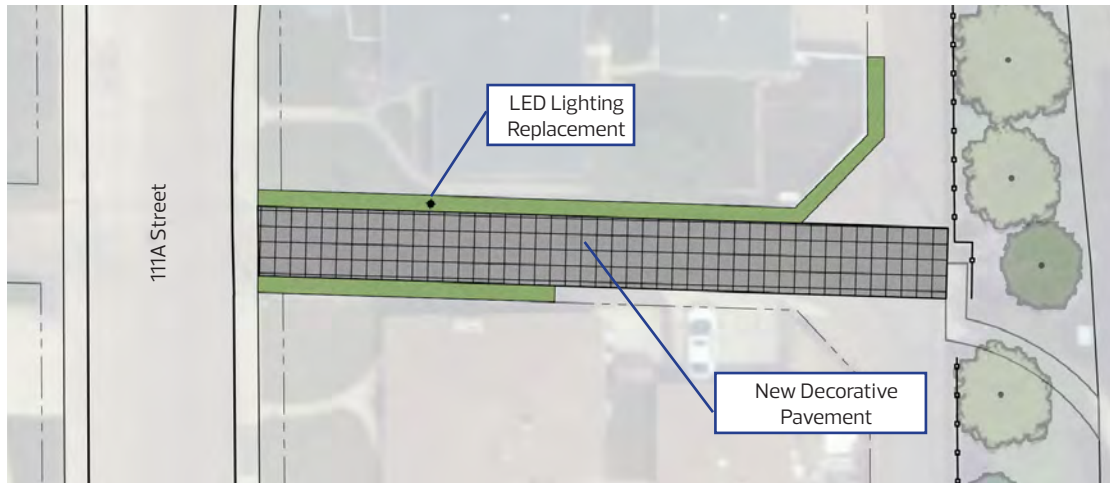 LED Lighting
Replacement
111A Street
New Decorative
Pavement